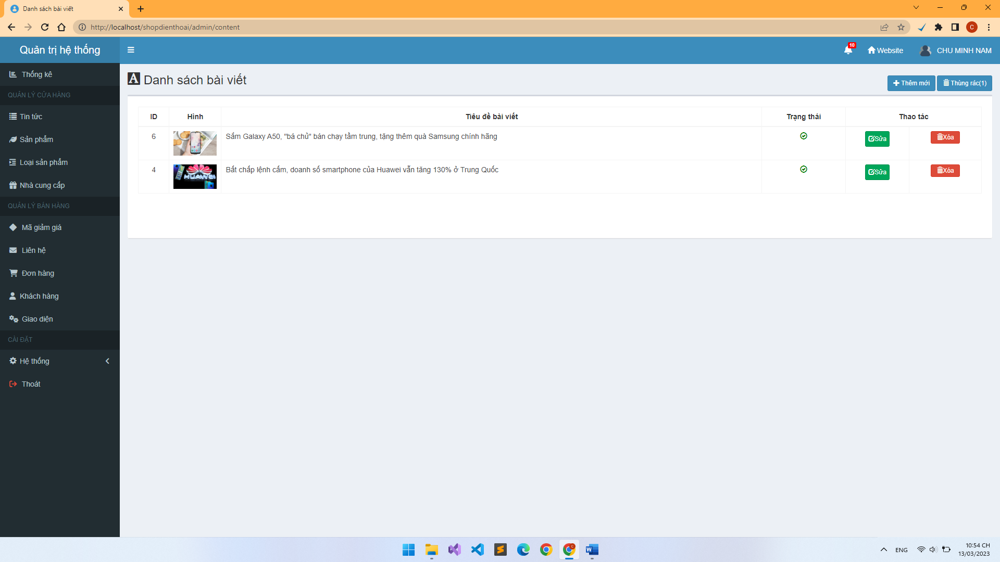 Danh sách bài viết
http://localhost/shopdienthoai/admin/content
C
Quản trị hệ thống
10
Website
CHU MINH NAM
Thống kê
QUẢN LÝ CỬA HÀNG
Tin tức
Sản phẩm
Loại sản phẩm
Nhà cung cấp
QUẢN LÝ BÁN HÀNG
Mã giảm giá
Liên hệ
Đơn hàng
Khách hàng
Giao diện
CÀI ĐẶT
Hệ thống
Thoát
Danh sách bài viết
Thêm mới
Thùng rác(1)
ID Hình Tiêu đề bài viết Trạng thái Thao tác
6 Sắm Galaxy A50, "bá chủ" bán chạy tầm trung, tặng thêm quà Samsung chính hãng Sửa Xóa
4 HUAWEI Bất chấp lệnh cấm, doanh số smartphone của Huawei vẫn tăng 130% ở Trung Quốc Sửa Xóa
ENG
10:54 CH
13/03/2023